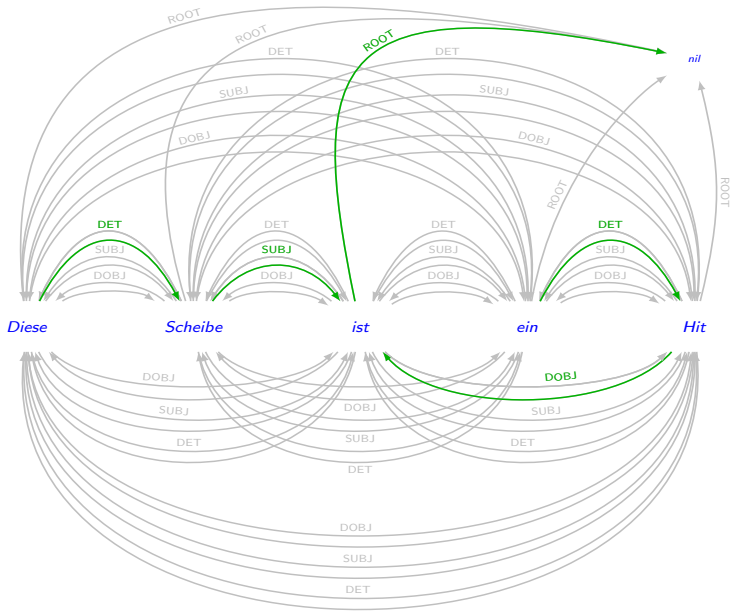 ROOT
ROOT
ROOT
DET DET
nil
SUBJ SUBJ
DOBJ DOBJ
ROOT ROOT
DET DET DET DET
SUBJ SUBJ SUBJ SUBJ
DOBJ DOBJ DOBJ DOBJ
Diese Scheibe ist ein Hit
DOBJ DOBJ
SUBJ DOBJ SUBJ
DET SUBJ DET
DET
DOBJ
SUBJ
DET